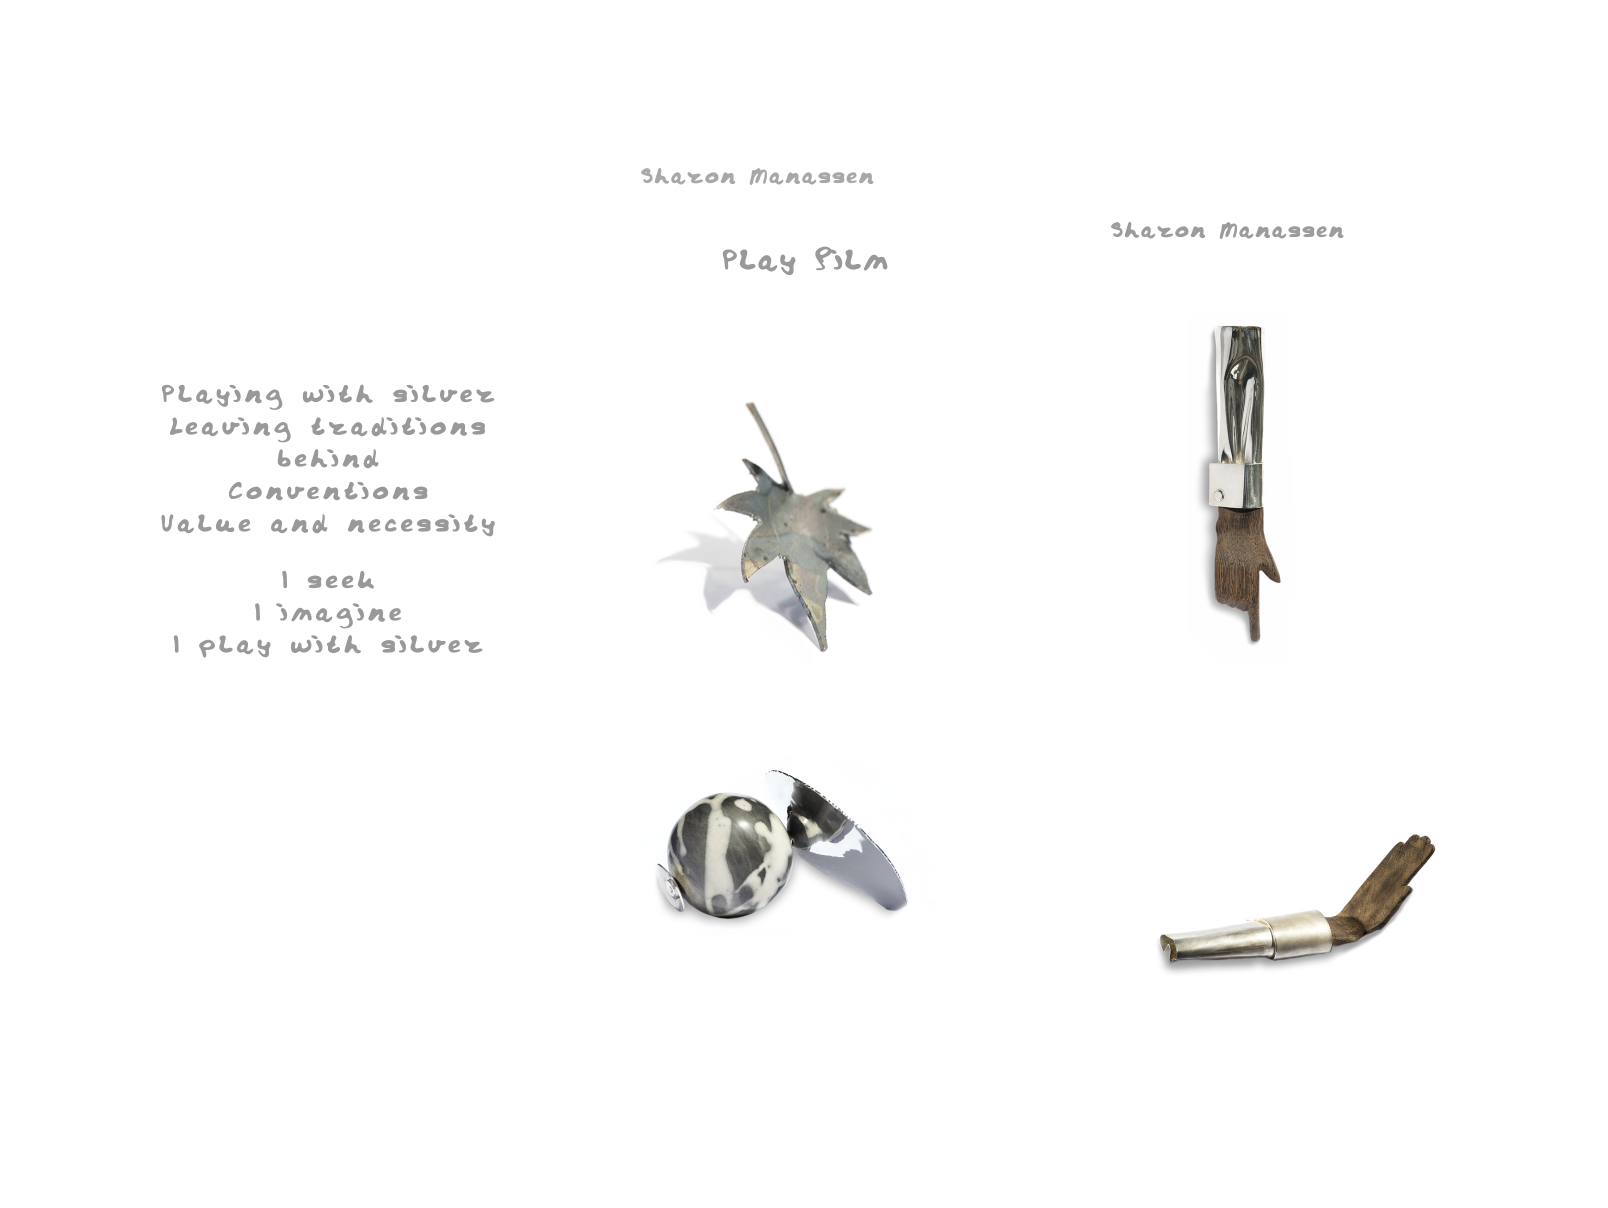 Sharon Manassen
Play film
Sharon Manassen
Playing with silver
Leaving traditions
behind
Conventions
Value and necessity
I seek
I imagine
I play with silver